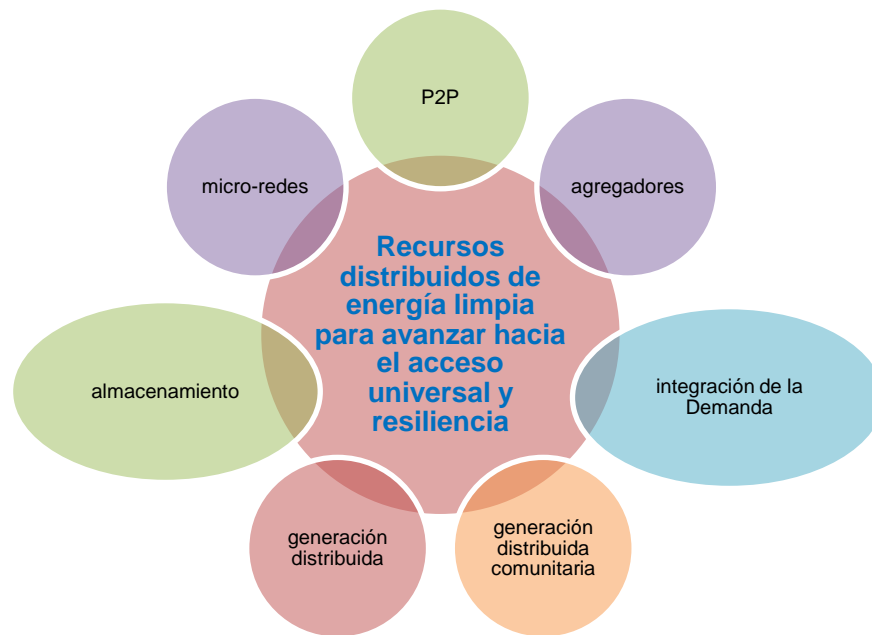 P2P
micro-redes
agregadores
Recursos
distribuidos de
energía limpia
para avanzar hacia
el acceso
universal y
resiliencia
almacenamiento
integración de la
Demanda
generación
distribuida
generación
distribuida
comunitaria